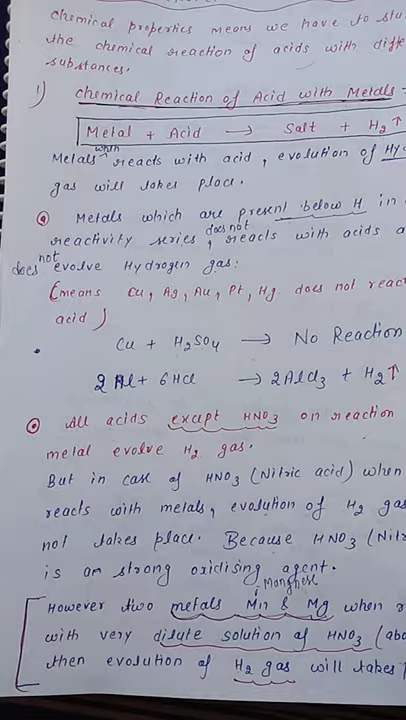 chemical properties means we have to stu
the chemical reaction of acids with diffe
substances.
1) chemical Reaction of Acid with Metals -
Metal + Acid → Salt + H₂↑
Metals when reacts with acid, evolution of Hy
gas will takes place.
Metals which are present below H in
reactivity series, does not reacts with acids a
does not evolve Hydrogen gas.
(means Cu, Ag, Au, Pt, Hg does not react
acid)
Cu + H₂SO₄ → No Reaction
2Al + 6HCl → 2AlCl₃ + H₂↑
All acids except HNO₃ on reaction
metal evolve H₂ gas.
But in case of HNO₃ (Nitric acid) when
reacts with metals, evolution of H₂ gas
not takes place. Because HNO₃ (Nit
is an strong oxidising agent.
However two metals Mn & Mg when r
with very dilute solution of HNO₃ (abo
then evolution of H₂ gas will takes p